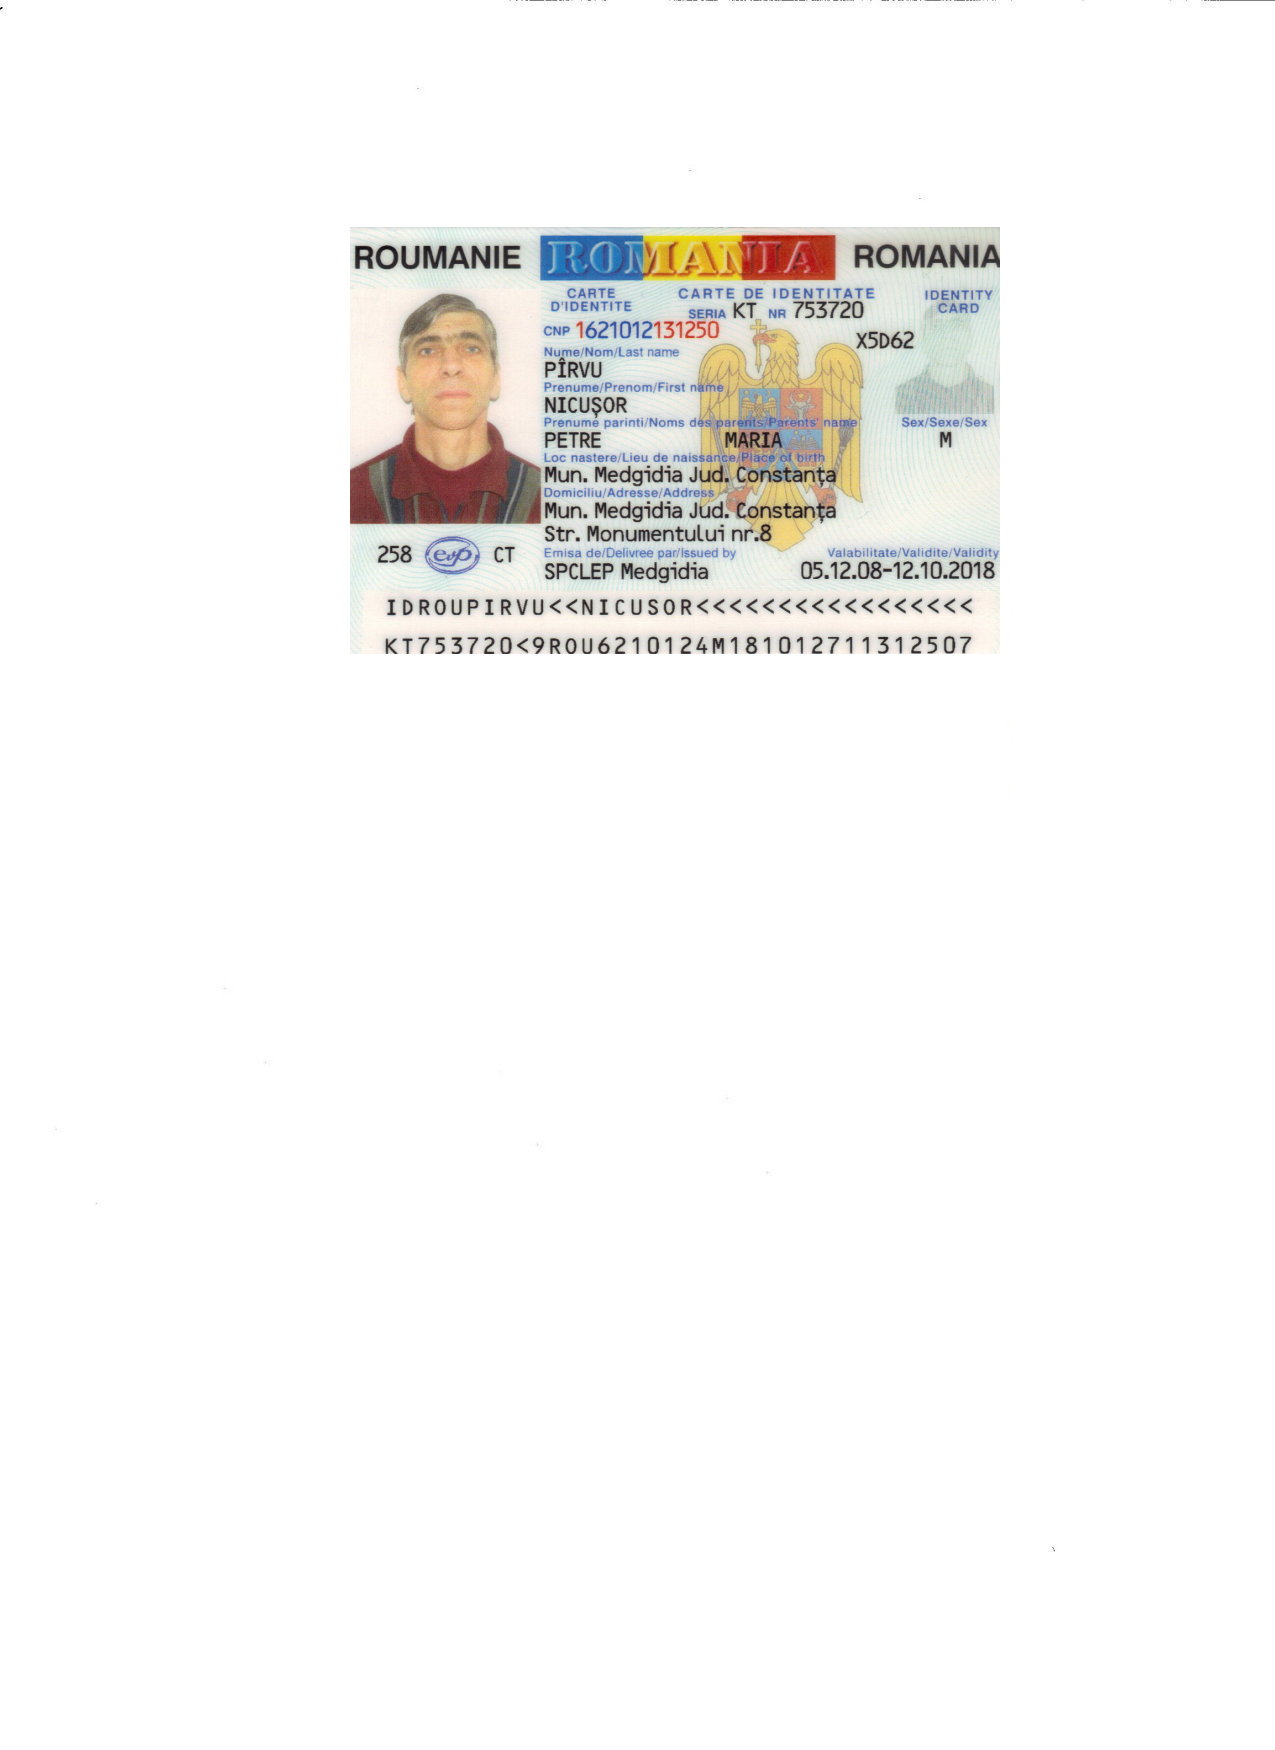 ROUMANIE ROMANIA ROMANIA
CARTE D'IDENTITE CARTE DE IDENTITATE IDENTITY CARD
SERIA KT NR 753720
CNP 1621012131250
X5D62
Nume/Nom/Last name
PÎRVU
Prenume/Prenom/First name
NICUȘOR
Prenume parinti/Noms des parents/Parents' name Sex/Sexe/Sex
PETRE MARIA M
Loc nastere/Lieu de naissance/Place of birth
Mun. Medgidia Jud. Constanța
Domiciliu/Adresse/Address
Mun. Medgidia Jud. Constanța
Str. Monumentului nr.8
258 evp CT
Emisa de/Delivree par/Issued by Valabilitate/Validite/Validity
SPCLEP Medgidia 05.12.08-12.10.2018
IDROUPIRVU<<NICUSOR<<<<<<<<<<<<<<<<<
KT753720<9ROU6210124M181012711312507